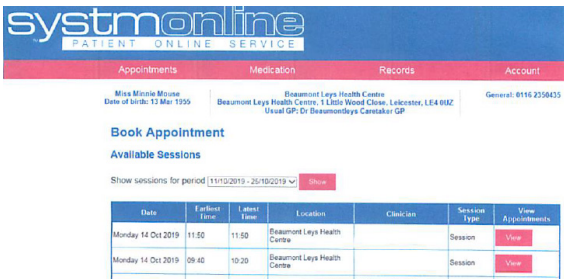 systmonline
PATIENT ONLINE SERVICE
Appointments Medication Records Account
Miss Minnie Mouse Beaumont Leys Health Centre General: 0116 2350435
Date of birth: 13 Mar 1955 Beaumont Leys Health Centre, 1 Little Wood Close, Leicester, LE4 0UZ
Usual GP: Dr Beaumontleys Caretaker GP
Book Appointment
Available Sessions
Show sessions for period 11/10/2019 - 25/10/2019 Show
Date Earliest Time Latest Time Location Clinician Session Type View Appointments
Monday 14 Oct 2019 11:50 11:50 Beaumont Leys Health Centre Session View
Monday 14 Oct 2019 09:40 10:20 Beaumont Leys Health Centre Session View